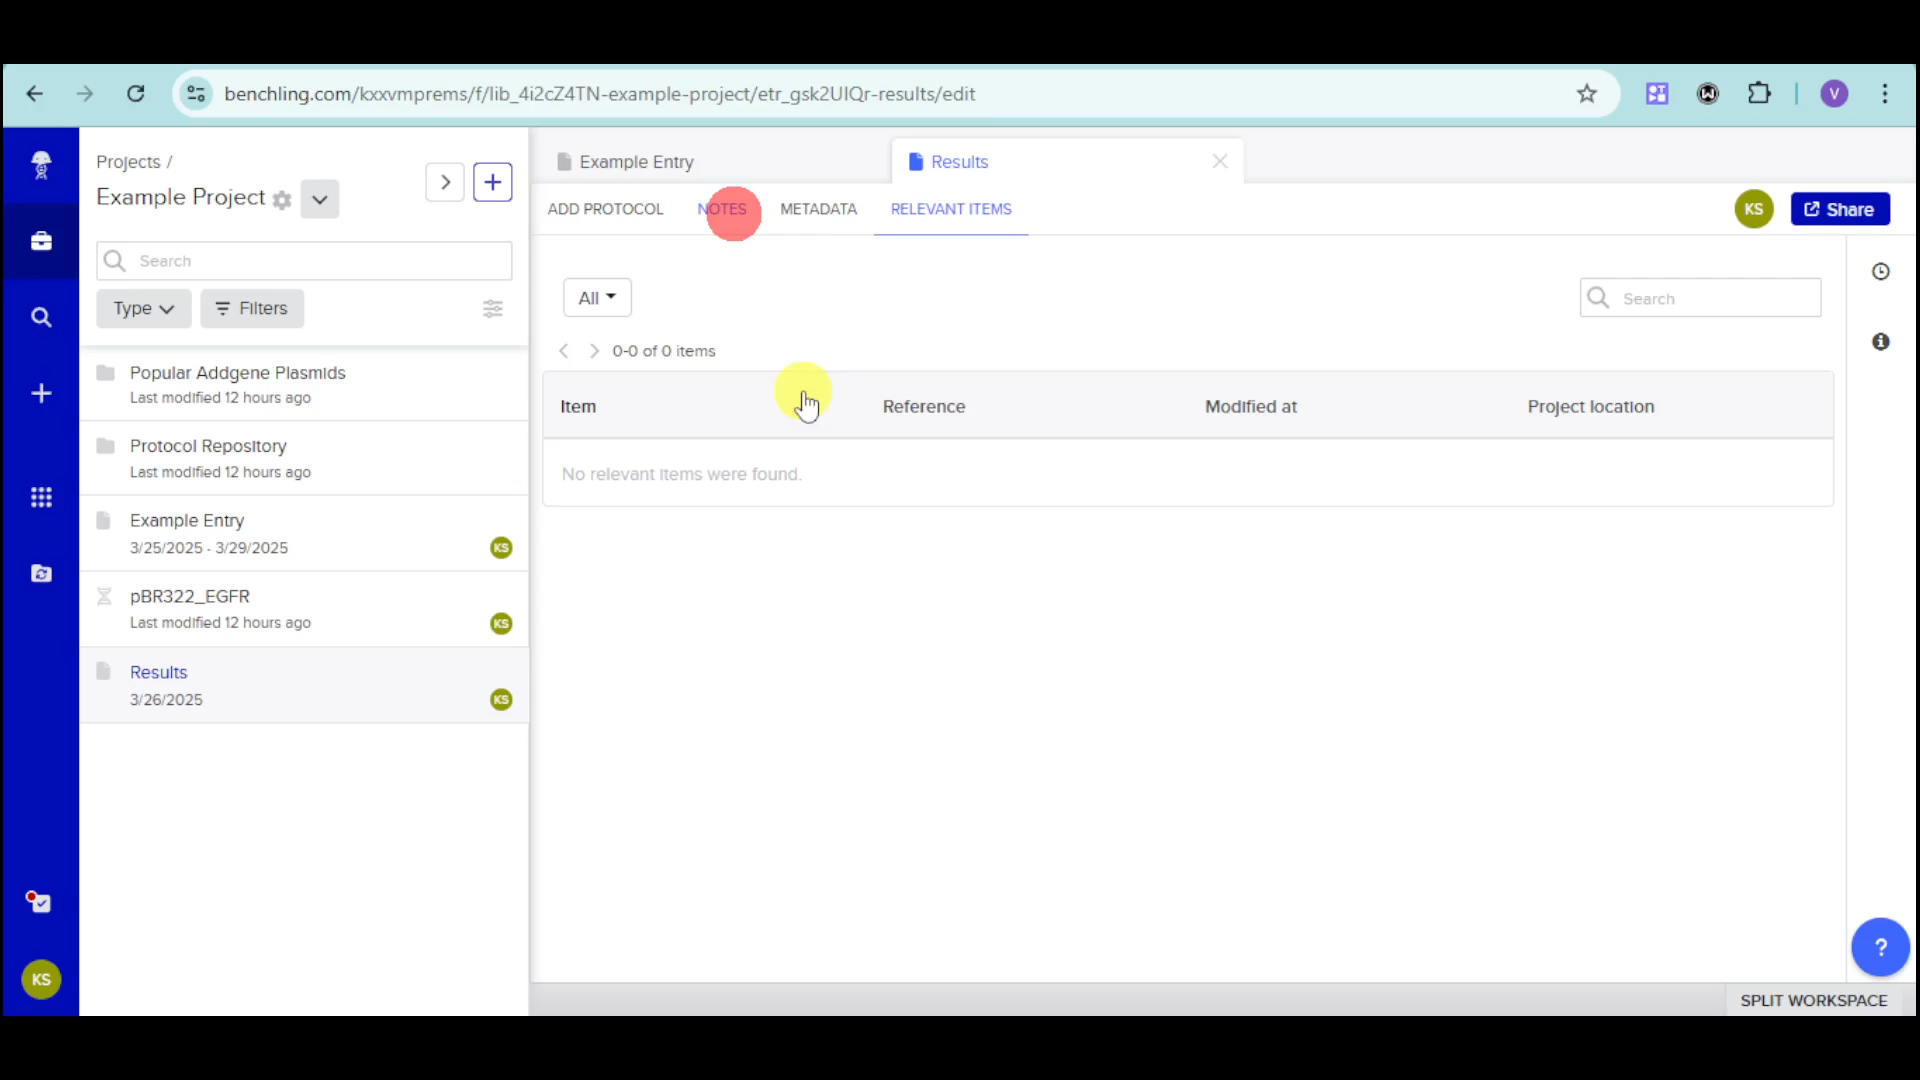 benchling.com/kxxvmprems/f/lib_4i2cZ4TN-example-project/etr_gsk2UIQr-results/edit
V
Projects /
Example Project
Search
Type
Filters
Popular Addgene Plasmids
Last modified 12 hours ago
Protocol Repository
Last modified 12 hours ago
Example Entry
3/25/2025 - 3/29/2025
KS
pBR322_EGFR
Last modified 12 hours ago
KS
Results
3/26/2025
KS
KS
Example Entry
Results
ADD PROTOCOL
NOTES
METADATA
RELEVANT ITEMS
KS
Share
All
Search
0-0 of 0 items
Item
Reference
Modified at
Project location
No relevant items were found.
?
SPLIT WORKSPACE